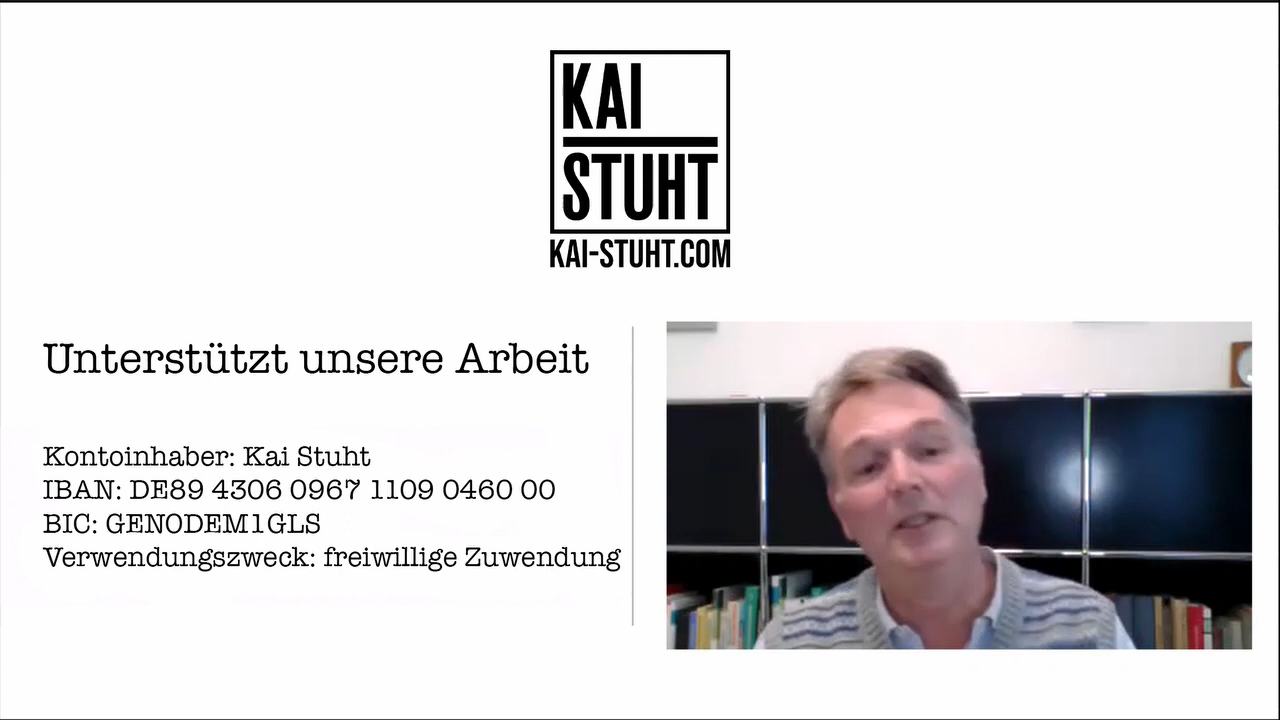 KAI
STUHT
KAI-STUHT.COM
Unterstützt unsere Arbeit
Kontoinhaber: Kai Stuht
IBAN: DE89 4306 0967 1109 0460 00
BIC: GENODEM1GLS
Verwendungszweck: freiwillige Zuwendung